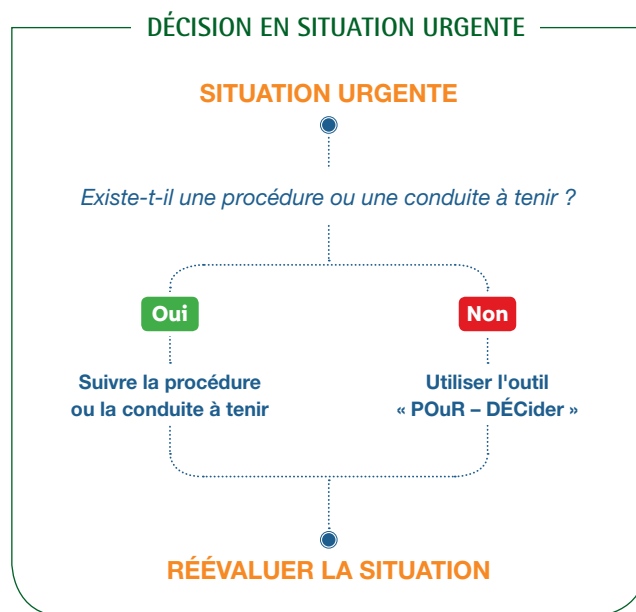 DÉCISION EN SITUATION URGENTE
SITUATION URGENTE
Existe-t-il une procédure ou une conduite à tenir ?
Oui
Non
Suivre la procédure
ou la conduite à tenir
Utiliser l'outil
« POuR – DÉCider »
RÉÉVALUER LA SITUATION